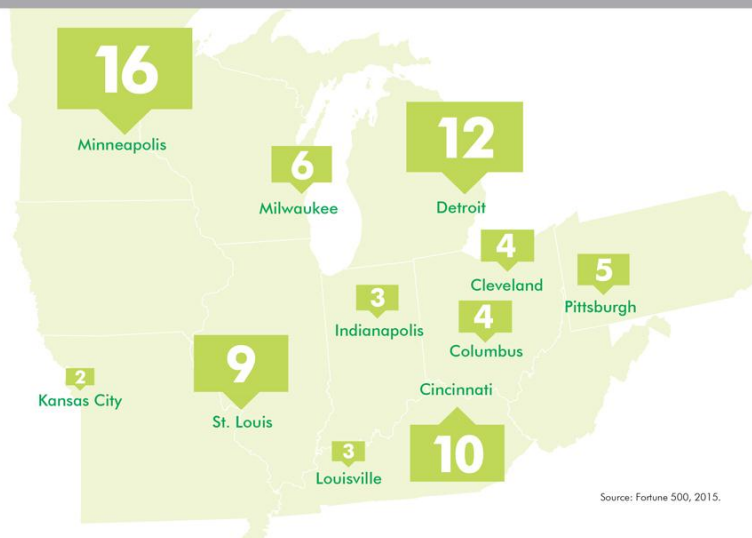 16
Minneapolis
6
Milwaukee
12
Detroit
4
Cleveland
5
Pittsburgh
3
Indianapolis
4
Columbus
2
Kansas City
9
St. Louis
Cincinnati
10
3
Louisville
Source: Fortune 500, 2015.